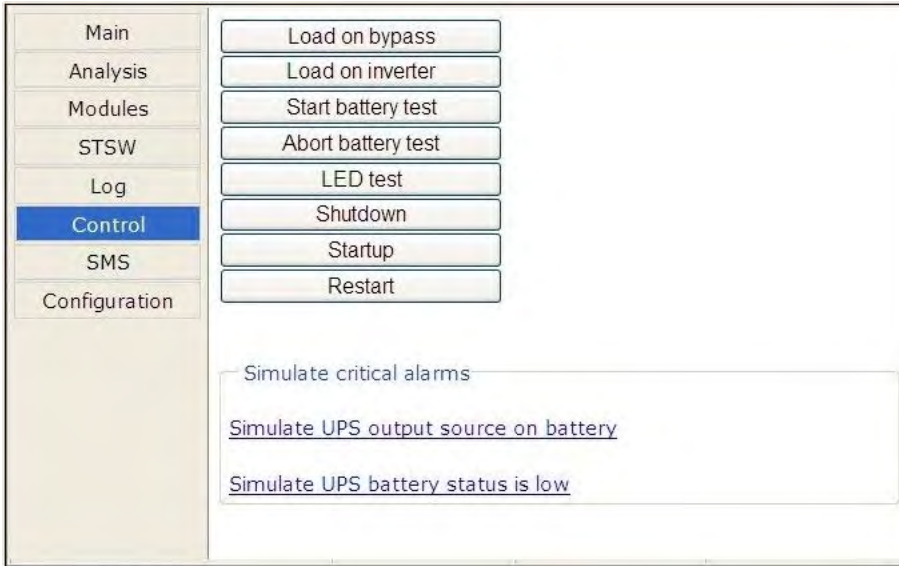 Main
Analysis
Modules
STSW
Log
Control
SMS
Configuration
Load on bypass
Load on inverter
Start battery test
Abort battery test
LED test
Shutdown
Startup
Restart
Simulate critical alarms
Simulate UPS output source on battery
Simulate UPS battery status is low